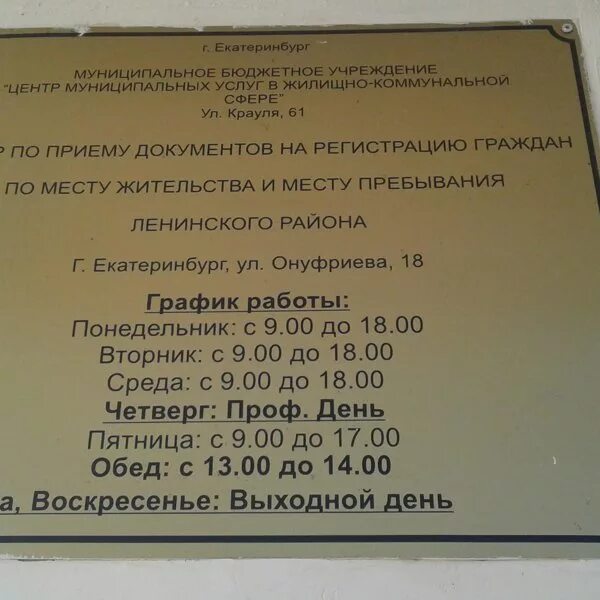 г. Екатеринбург
МУНИЦИПАЛЬНОЕ БЮДЖЕТНОЕ УЧРЕЖДЕНИЕ
"ЦЕНТР МУНИЦИПАЛЬНЫХ УСЛУГ В ЖИЛИЩНО-КОММУНАЛЬНОЙ
СФЕРЕ"
Ул. Крауля, 61
ПО ПРИЕМУ ДОКУМЕНТОВ НА РЕГИСТРАЦИЮ ГРАЖДАН
ПО МЕСТУ ЖИТЕЛЬСТВА И МЕСТУ ПРЕБЫВАНИЯ
ЛЕНИНСКОГО РАЙОНА
Г. Екатеринбург, ул. Онуфриева, 18
График работы:
Понедельник: с 9.00 до 18.00
Вторник: с 9.00 до 18.00
Среда: с 9.00 до 18.00
Четверг: Проф. День
Пятница: с 9.00 до 17.00
Обед: с 13.00 до 14.00
Воскресенье: Выходной день